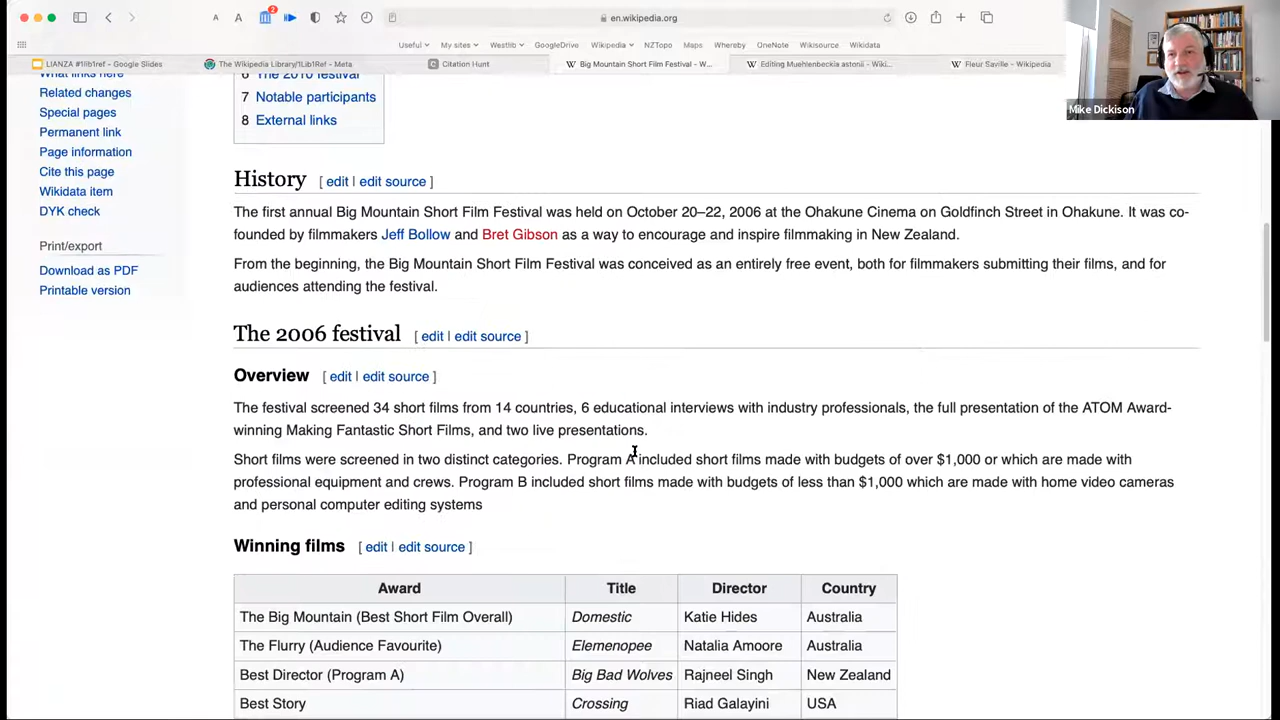 A A 2
en.wikipedia.org
Useful My sites Westlib GoogleDrive Wikipedia NZTopo Maps Whereby OneNote Wikisource Wikidata
LIANZA #1lib1ref - Google Slides The Wikipedia Library/1Lib1Ref - Meta Citation Hunt Big Mountain Short Film Festival - W... Editing Muehlenbeckia astonii - Wiki... Fleur Saville - Wikipedia
Mike Dickison
What links here
Related changes
Special pages
Permanent link
Page information
Cite this page
Wikidata item
DYK check
Print/export
Download as PDF
Printable version
6 The 2010 festival
7 Notable participants
8 External links
History [ edit | edit source ]
The first annual Big Mountain Short Film Festival was held on October 20–22, 2006 at the Ohakune Cinema on Goldfinch Street in Ohakune. It was co-
founded by filmmakers Jeff Bollow and Bret Gibson as a way to encourage and inspire filmmaking in New Zealand.
From the beginning, the Big Mountain Short Film Festival was conceived as an entirely free event, both for filmmakers submitting their films, and for
audiences attending the festival.
The 2006 festival [ edit | edit source ]
Overview [ edit | edit source ]
The festival screened 34 short films from 14 countries, 6 educational interviews with industry professionals, the full presentation of the ATOM Award-
winning Making Fantastic Short Films, and two live presentations.
Short films were screened in two distinct categories. Program A included short films made with budgets of over $1,000 or which are made with
professional equipment and crews. Program B included short films made with budgets of less than $1,000 which are made with home video cameras
and personal computer editing systems
Winning films [ edit | edit source ]
Award Title Director Country
The Big Mountain (Best Short Film Overall) Domestic Katie Hides Australia
The Flurry (Audience Favourite) Elemenopee Natalia Amoore Australia
Best Director (Program A) Big Bad Wolves Rajneel Singh New Zealand
Best Story Crossing Riad Galayini USA